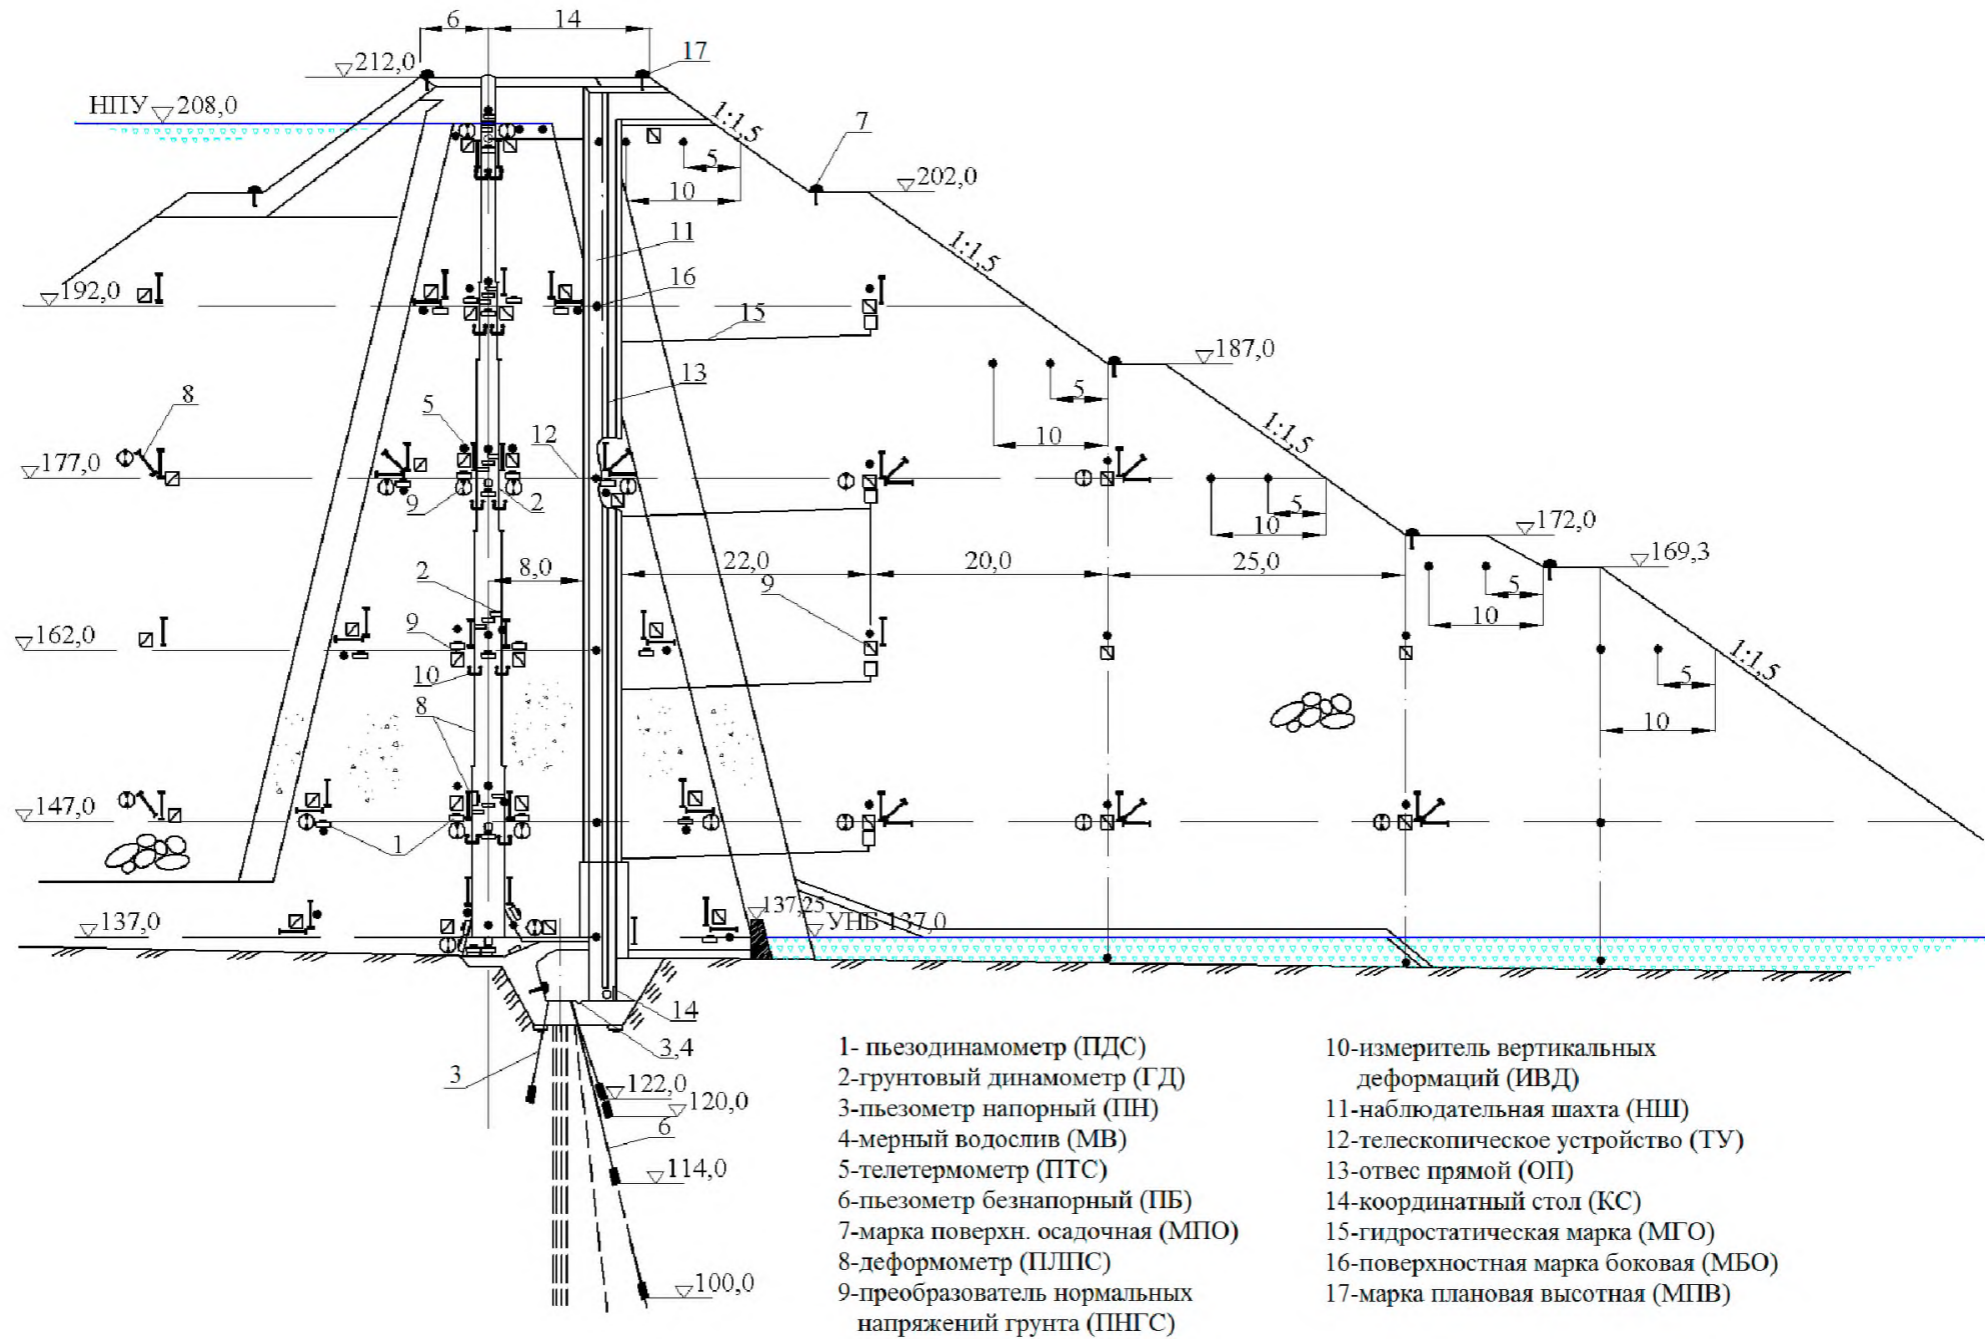 6
14
17
212,0
НПУ 208,0
1:1,5
7
5
10
202,0
11
1:1,5
16
192,0
15
187,0
13
8
5
5
12
10
1:1,5
177,0
9
2
5
10
172,0
2
8,0
22,0
20,0
25,0
169,3
9
5
10
9
162,0
10
1:1,5
5
8
10
147,0
1
137,25
137,0
УНБ 137,0
14
3,4
3
122,0
120,0
6
114,0
100,0
1- пьезодинамометр (ПДС)
2-грунтовый динамометр (ГД)
3-пьезометр напорный (ПН)
4-мерный водослив (МВ)
5-телетермометр (ПТС)
6-пьезометр безнапорный (ПБ)
7-марка поверхн. осадочная (МПО)
8-деформометр (ПЛПС)
9-преобразователь нормальных
напряжений грунта (ПНГС)
10-измеритель вертикальных
деформаций (ИВД)
11-наблюдательная шахта (НШ)
12-телескопическое устройство (ТУ)
13-отвес прямой (ОП)
14-координатный стол (КС)
15-гидростатическая марка (МГО)
16-поверхностная марка боковая (МБО)
17-марка плановая высотная (МПВ)